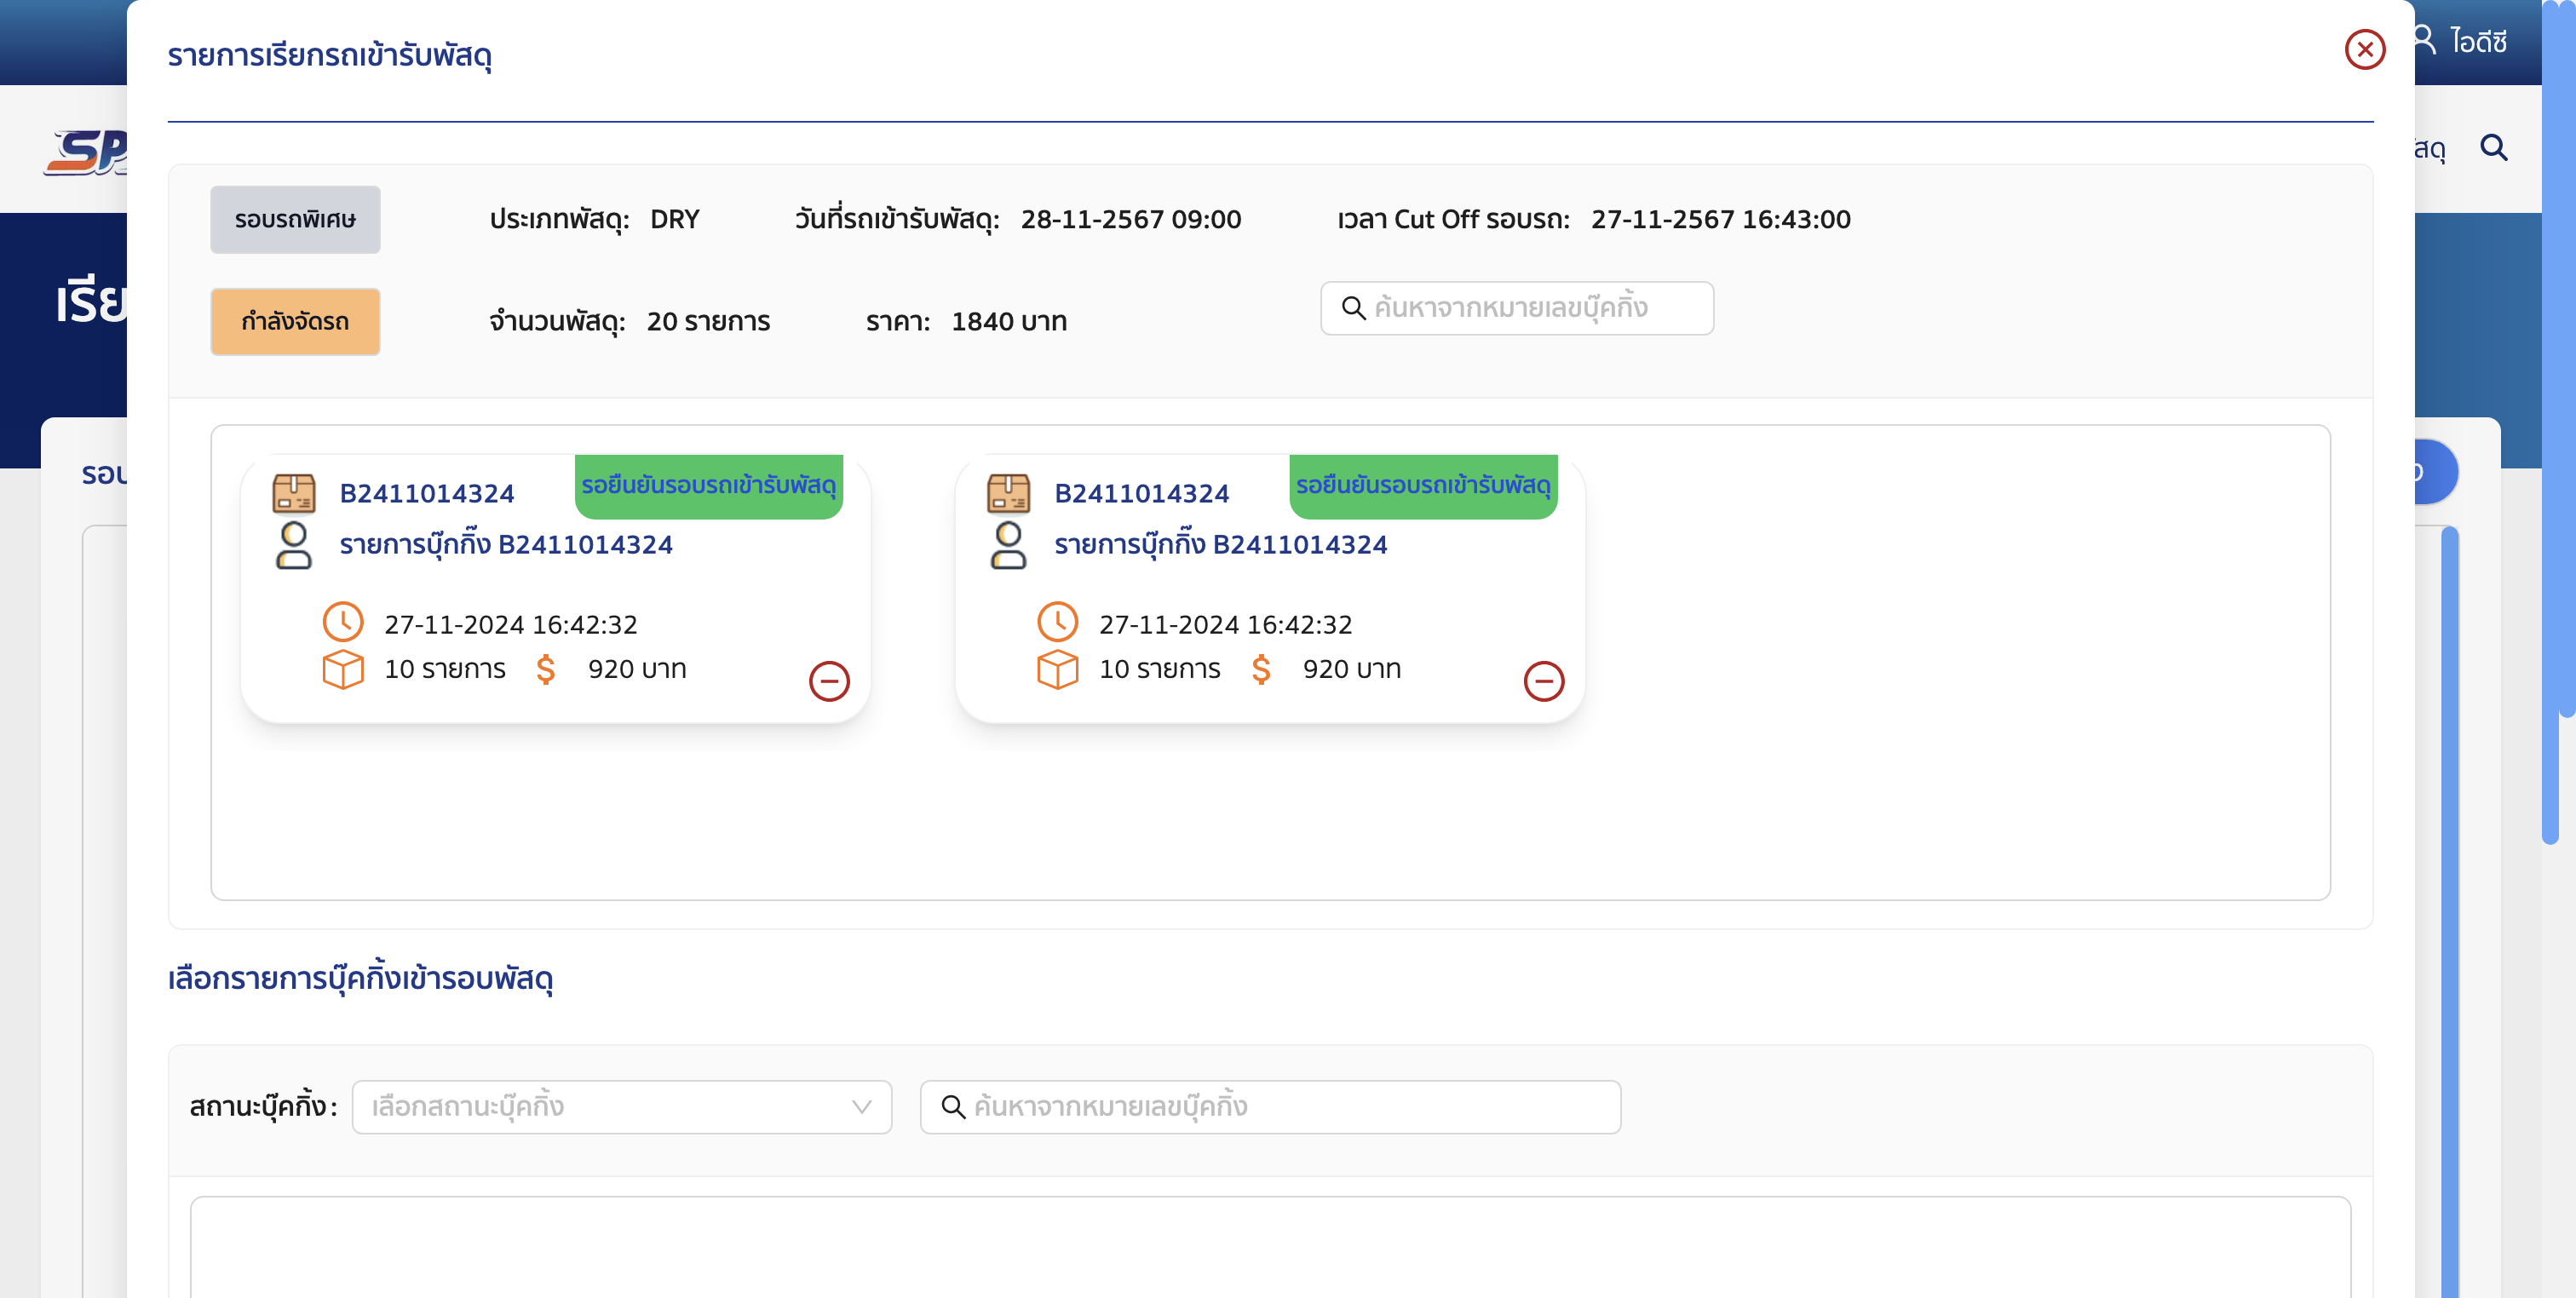 รายการเรียกรถเข้ารับพัสดุ
ไอดีซี
SP
รอบรถพิเศษ
ประเภทพัสดุ: DRY
วันที่รถเข้ารับพัสดุ: 28-11-2567 09:00
เวลา Cut Off รอบรถ: 27-11-2567 16:43:00
กำลังจัดรถ
จำนวนพัสดุ: 20 รายการ
ราคา: 1840 บาท
ค้นหาจากหมายเลขบุ๊คกิ้ง
B2411014324
รอยืนยันรอบรถเข้ารับพัสดุ
รายการบุ๊กกิ๊ง B2411014324
27-11-2024 16:42:32
10 รายการ $ 920 บาท
B2411014324
รอยืนยันรอบรถเข้ารับพัสดุ
รายการบุ๊กกิ๊ง B2411014324
27-11-2024 16:42:32
10 รายการ $ 920 บาท
เลือกรายการบุ๊คกิ้งเข้ารอบพัสดุ
สถานะบุ๊คกิ้ง :
เลือกสถานะบุ๊คกิ้ง
ค้นหาจากหมายเลขบุ๊คกิ้ง